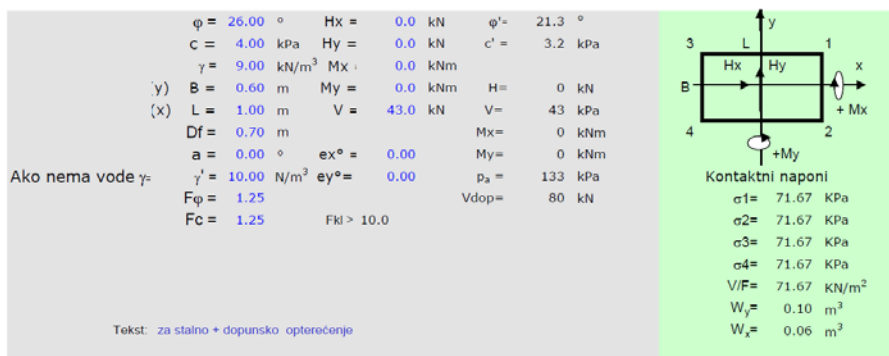 φ = 26.00 ° Hx = 0.0 kN φ'= 21.3 °
c = 4.00 kPa Hy = 0.0 kN c' = 3.2 kPa
γ = 9.00 kN/m³ Mx 0.0 kNm
(y) B = 0.60 m My = 0.0 kNm H= 0 kN
(x) L = 1.00 m V = 43.0 kN V= 43 kPa
Df = 0.70 m Mx= 0 kNm
a = 0.00 ° ex° = 0.00 My= 0 kNm
Ako nema vode γ= γ' = 10.00 N/m³ ey°= 0.00 pa = 133 kPa
Fφ = 1.25 Vdop= 80 kN
Fc = 1.25 Fkl > 10.0
Tekst: za stalno + dopunsko opterećenje
y
3 L 1
Hx Hy x
B
+ Mx
4 2
+My
Kontaktni naponi
σ1= 71.67 KPa
σ2= 71.67 KPa
σ3= 71.67 KPa
σ4= 71.67 KPa
V/F= 71.67 KN/m²
Wy= 0.10 m³
Wx= 0.06 m³